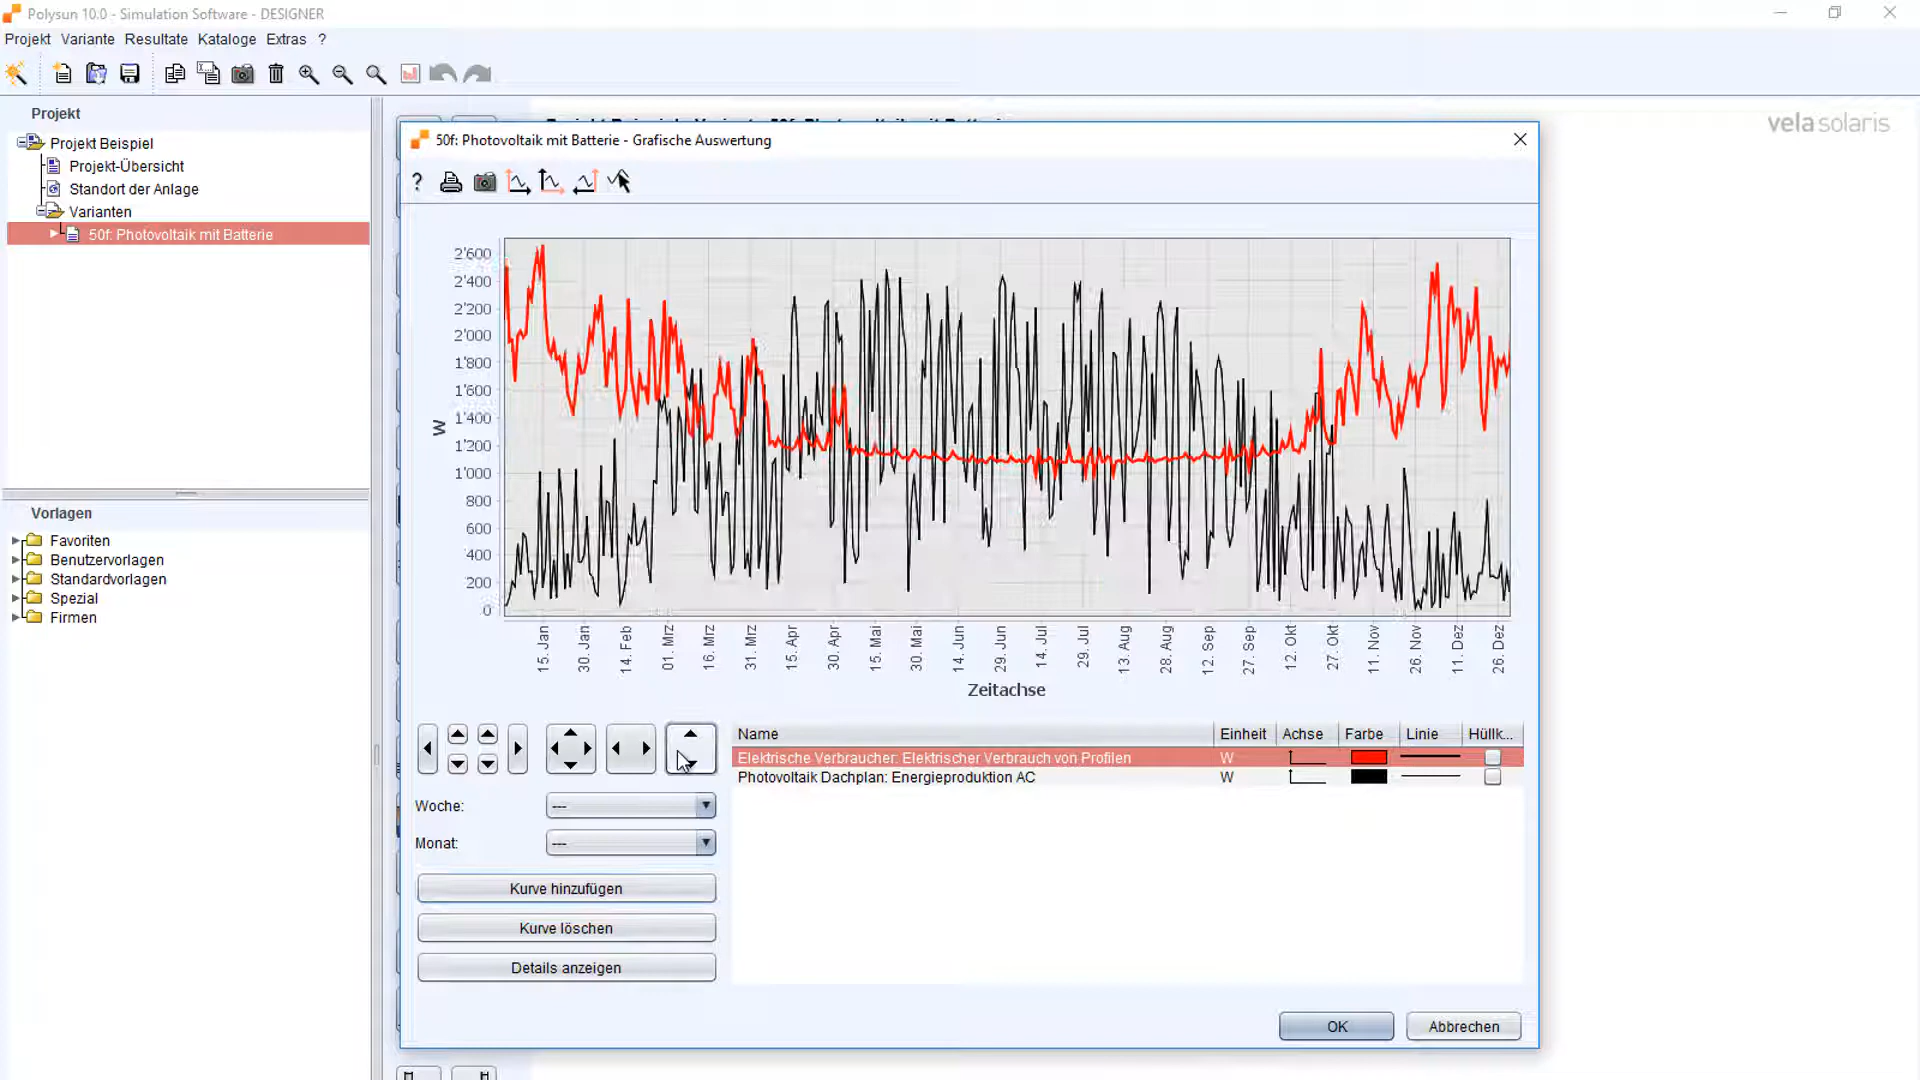 Polysun 10.0 - Simulation Software - DESIGNER
Projekt Variante Resultate Kataloge Extras ?
Projekt
Projekt Beispiel
Projekt-Übersicht
Standort der Anlage
Varianten
50f: Photovoltaik mit Batterie
Vorlagen
Favoriten
Benutzervorlagen
Standardvorlagen
Spezial
Firmen
vela solaris
50f: Photovoltaik mit Batterie - Grafische Auswertung
?
2'600
2'400
2'200
2'000
1'800
1'600
1'400
1'200
1'000
800
600
400
200
0
W
15. Jan
30. Jan
14. Feb
01. Mrz
16. Mrz
31. Mrz
15. Apr
30. Apr
15. Mai
30. Mai
14. Jun
29. Jun
14. Jul
29. Jul
13. Aug
28. Aug
12. Sep
27. Sep
12. Okt
27. Okt
11. Nov
26. Nov
11. Dez
26. Dez
Zeitachse
Woche: ---
Monat: ---
Kurve hinzufügen
Kurve löschen
Details anzeigen
Name Einheit Achse Farbe Linie Hüllk...
Elektrische Verbraucher: Elektrischer Verbrauch von Profilen W
Photovoltaik Dachplan: Energieproduktion AC W
OK Abbrechen